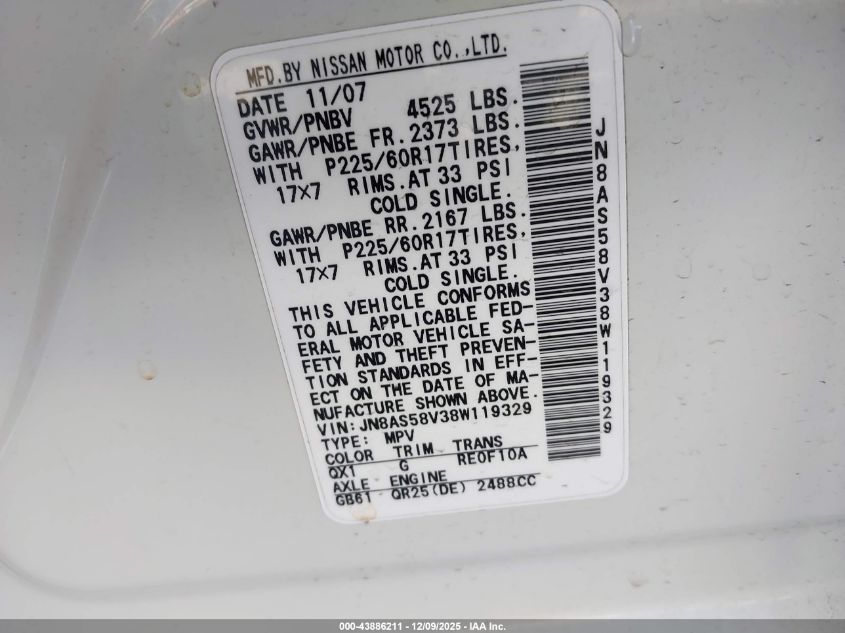 MFD.BY NISSAN MOTOR CO.,LTD.
DATE 11/07
GVWR/PNBV 4525 LBS.
GAWR/PNBE FR.2373 LBS.
WITH P225/60R17TIRES,
17X7 RIMS.AT 33 PSI
COLD SINGLE.
GAWR/PNBE RR.2167 LBS.
WITH P225/60R17TIRES,
17X7 RIMS.AT 33 PSI
COLD SINGLE.
THIS VEHICLE CONFORMS
TO ALL APPLICABLE FED-
ERAL MOTOR VEHICLE SA-
FETY AND THEFT PREVEN-
TION STANDARDS IN EFF-
ECT ON THE DATE OF MA-
NUFACTURE SHOWN ABOVE.
VIN:JN8AS58V38W119329
TYPE: MPV
COLOR TRIM TRANS
QX1 G RE0F10A
AXLE ENGINE
GB61 QR25(DE) 2488CC
JN8AS58V38W119329
000-43886211 - 12/09/2025 - IAA Inc.